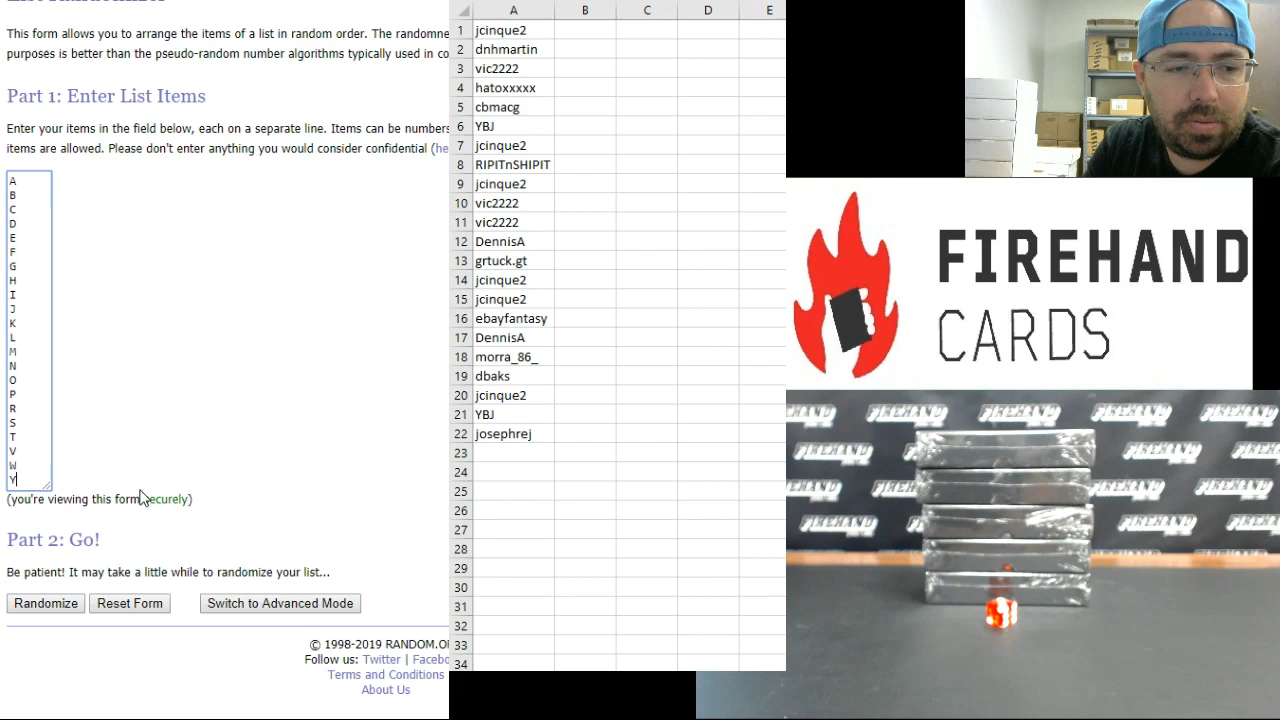 This form allows you to arrange the items of a list in random order. The randomne
purposes is better than the pseudo-random number algorithms typically used in co
Part 1: Enter List Items
Enter your items in the field below, each on a separate line. Items can be numbers
items are allowed. Please don't enter anything you would consider confidential (he
A
B
C
D
E
F
G
H
I
J
K
L
M
N
O
P
R
S
T
V
W
Y
(you're viewing this form securely)
Part 2: Go!
Be patient! It may take a little while to randomize your list...
Randomize Reset Form Switch to Advanced Mode
© 1998-2019 RANDOM.OR
Follow us: Twitter | Facebo
Terms and Conditions
About Us
A B C D E
1 jcinque2
2 dnhmartin
3 vic2222
4 hatoxxxxx
5 cbmacg
6 YBJ
7 jcinque2
8 RIPITnSHIPIT
9 jcinque2
10 vic2222
11 vic2222
12 DennisA
13 grtuck.gt
14 jcinque2
15 jcinque2
16 ebayfantasy
17 DennisA
18 morra_86_
19 dbaks
20 jcinque2
21 YBJ
22 josephrej
23
24
25
26
27
28
29
30
31
32
33
34
FIREHAND
CARDS